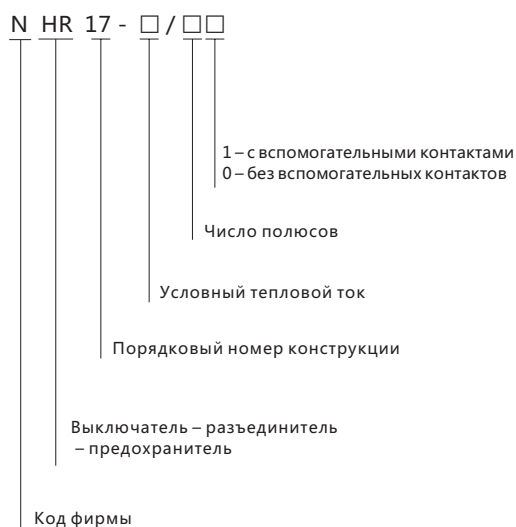 N HR 17 - □ / □□
1 – с вспомогательными контактами
0 – без вспомогательных контактов
Число полюсов
Условный тепловой ток
Порядковый номер конструкции
Выключатель – разъединитель
– предохранитель
Код фирмы